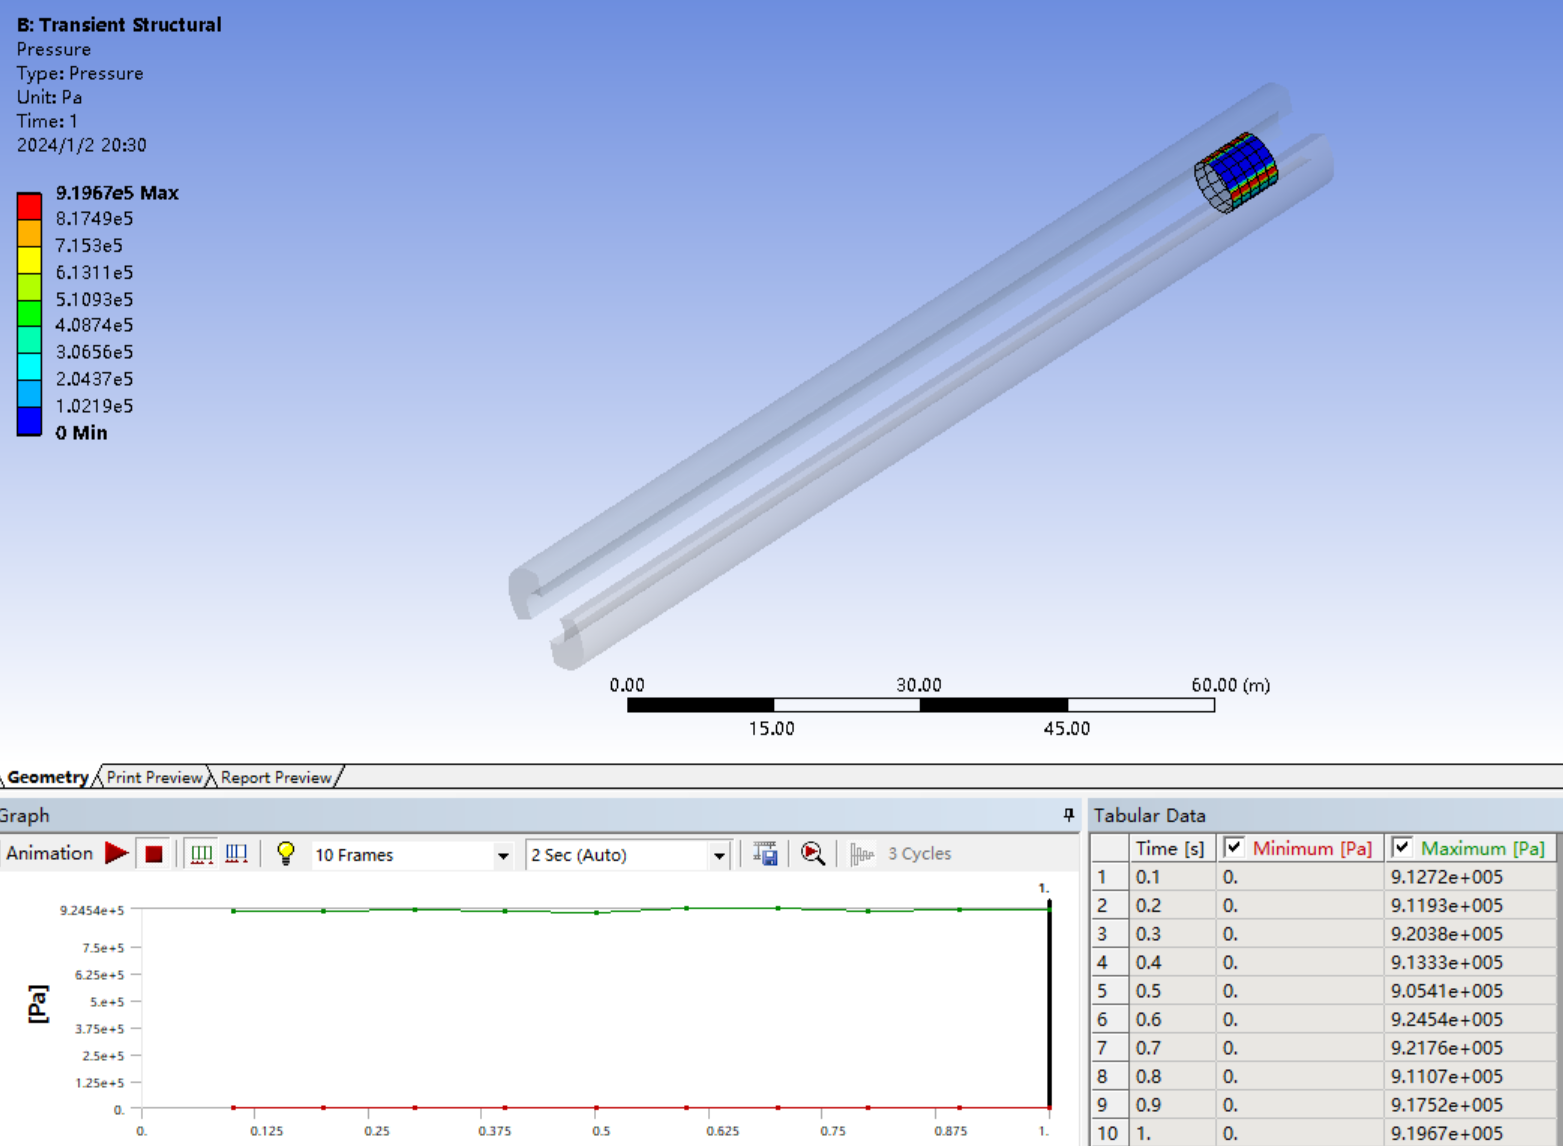 B: Transient Structural
Pressure
Type: Pressure
Unit: Pa
Time: 1
2024/1/2 20:30
9.1967e5 Max
8.1749e5
7.153e5
6.1311e5
5.1093e5
4.0874e5
3.0656e5
2.0437e5
1.0219e5
0 Min
0.00 30.00 60.00 (m)
15.00 45.00
Geometry Print Preview Report Preview
Graph
Animation 10 Frames 2 Sec (Auto) 3 Cycles
1.
9.2454e+5
7.5e+5
6.25e+5
5.e+5
3.75e+5
2.5e+5
1.25e+5
0.
[Pa]
0. 0.125 0.25 0.375 0.5 0.625 0.75 0.875 1.
Tabular Data
Time [s] Minimum [Pa] Maximum [Pa]
1 0.1 0. 9.1272e+005
2 0.2 0. 9.1193e+005
3 0.3 0. 9.2038e+005
4 0.4 0. 9.1333e+005
5 0.5 0. 9.0541e+005
6 0.6 0. 9.2454e+005
7 0.7 0. 9.2176e+005
8 0.8 0. 9.1107e+005
9 0.9 0. 9.1752e+005
10 1. 0. 9.1967e+005